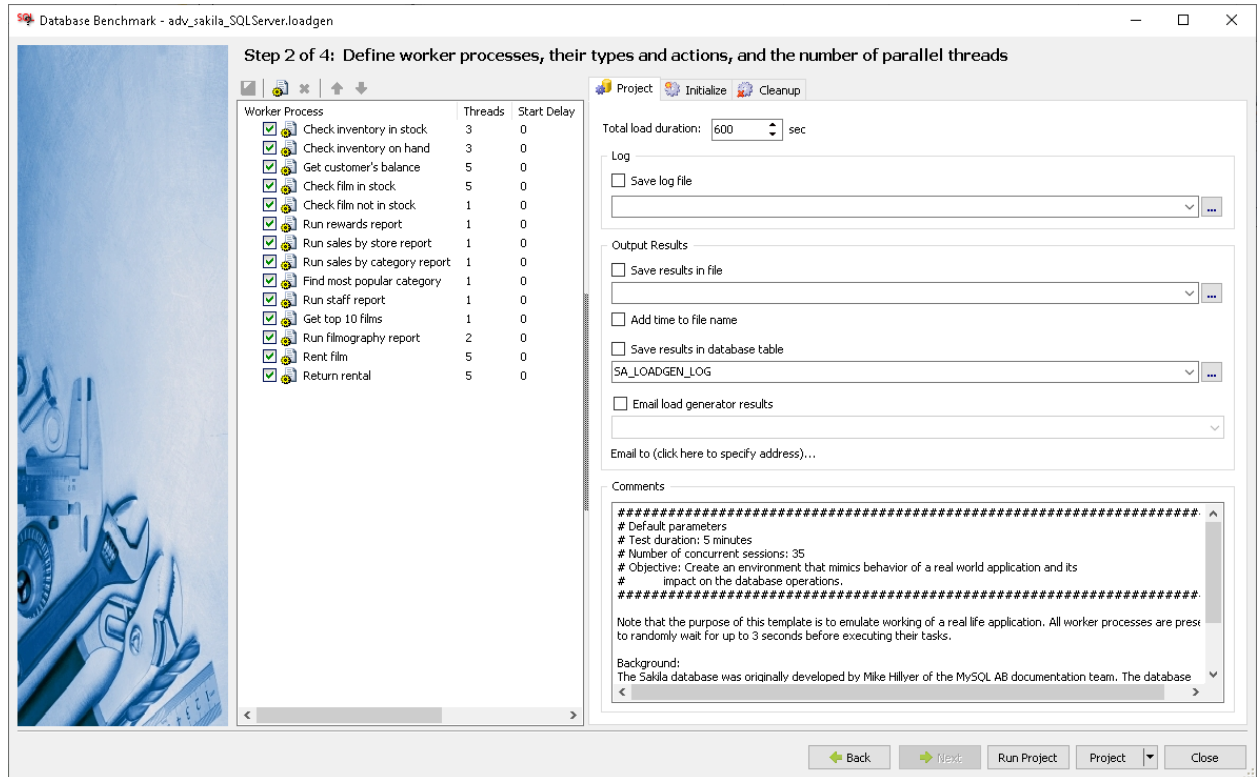 Database Benchmark - adv_sakila_SQLServer.loadgen
Step 2 of 4: Define worker processes, their types and actions, and the number of parallel threads
Project Initialize Cleanup
Worker Process Threads Start Delay
Check inventory in stock 3 0
Check inventory on hand 3 0
Get customer's balance 5 0
Check film in stock 5 0
Check film not in stock 1 0
Run rewards report 1 0
Run sales by store report 1 0
Run sales by category report 1 0
Find most popular category 1 0
Run staff report 1 0
Get top 10 films 1 0
Run filmography report 2 0
Rent film 5 0
Return rental 5 0
Total load duration: 600 sec
Log
Save log file
...
Output Results
Save results in file
...
Add time to file name
Save results in database table
SA_LOADGEN_LOG ...
Email load generator results
Email to (click here to specify address)...
Comments
######################################################################
# Default parameters
# Test duration: 5 minutes
# Number of concurrent sessions: 35
# Objective: Create an environment that mimics behavior of a real world application and its
# impact on the database operations.
######################################################################
Note that the purpose of this template is to emulate working of a real life application. All worker processes are prese
to randomly wait for up to 3 seconds before executing their tasks.
Background:
The Sakila database was originally developed by Mike Hillyer of the MySQL AB documentation team. The database
Back Next Run Project Project Close